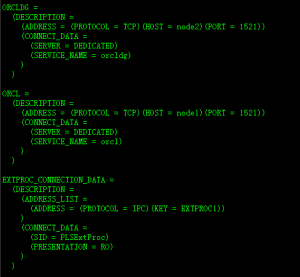 ORCLDG =
  (DESCRIPTION =
    (ADDRESS = (PROTOCOL = TCP)(HOST = node2)(PORT = 1521))
    (CONNECT_DATA =
      (SERVER = DEDICATED)
      (SERVICE_NAME = orcldg)
    )
  )

ORCL =
  (DESCRIPTION =
    (ADDRESS = (PROTOCOL = TCP)(HOST = node1)(PORT = 1521))
    (CONNECT_DATA =
      (SERVER = DEDICATED)
      (SERVICE_NAME = orcl)
    )
  )

EXTPROC_CONNECTION_DATA =
  (DESCRIPTION =
    (ADDRESS_LIST =
      (ADDRESS = (PROTOCOL = IPC)(KEY = EXTPROC1))
    )
    (CONNECT_DATA =
      (SID = PLSExtProc)
      (PRESENTATION = RO)
    )
  )